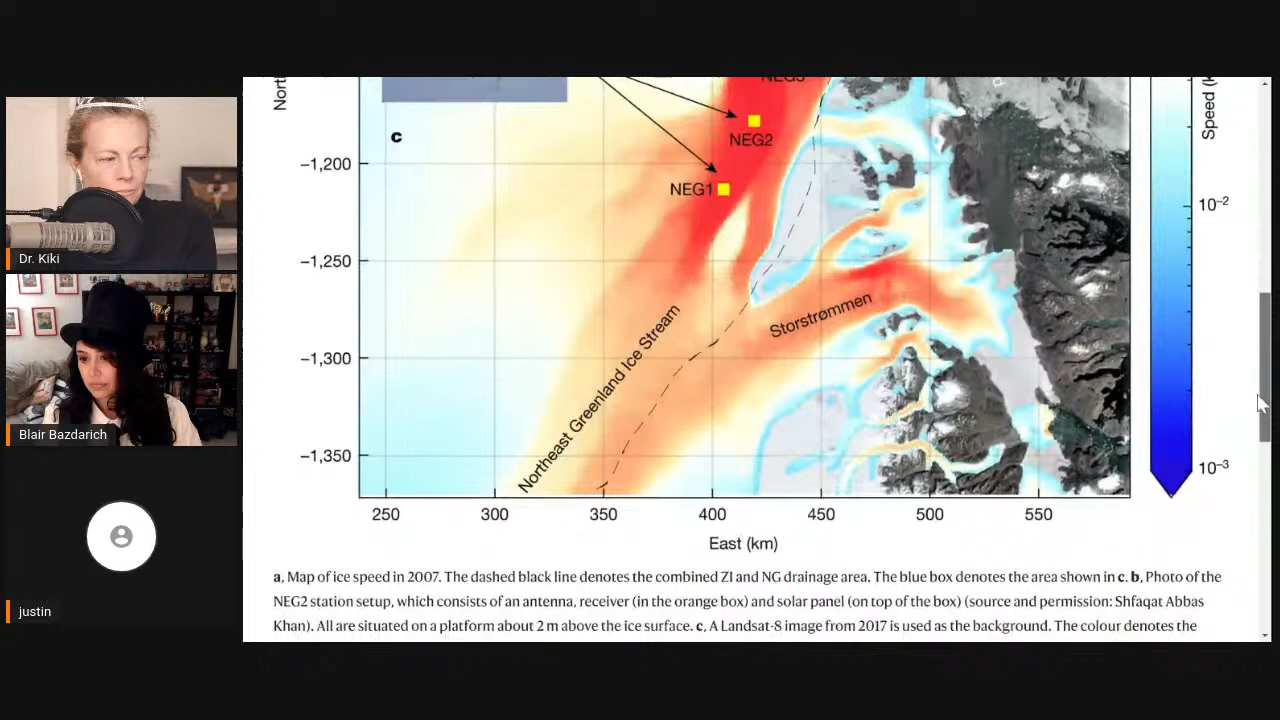 Dr. Kiki
Blair Bazdarich
justin
Nort
c
NEG3
NEG2
NEG1
−1,200
−1,250
−1,300
−1,350
Northeast Greenland Ice Stream
Storstrømmen
250 300 350 400 450 500 550
East (km)
Speed (k
10−2
10−3
a, Map of ice speed in 2007. The dashed black line denotes the combined ZI and NG drainage area. The blue box denotes the area shown in c. b, Photo of the
NEG2 station setup, which consists of an antenna, receiver (in the orange box) and solar panel (on top of the box) (source and permission: Shfaqat Abbas
Khan). All are situated on a platform about 2 m above the ice surface. c, A Landsat-8 image from 2017 is used as the background. The colour denotes the